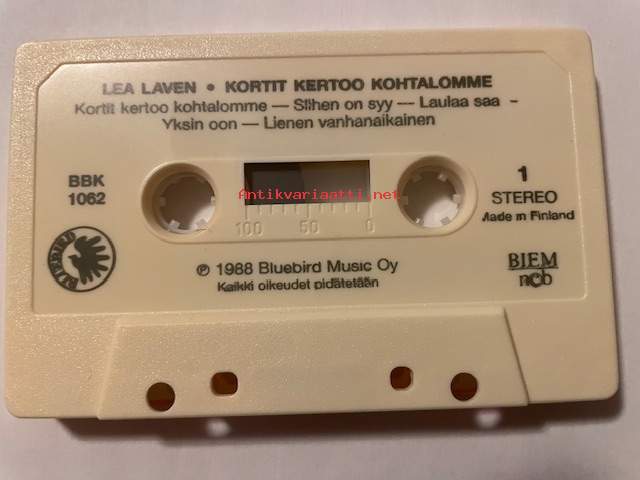 LEA LAVEN • KORTIT KERTOO KOHTALOMME
Kortit kertoo kohtalomme — Siihen on syy — Laulaa saa -
Yksin oon — Lienen vanhanaikainen
BBK
1062
Antikvariaatti.net
1
STEREO
Made in Finland
100 50 0
℗ 1988 Bluebird Music Oy
Kaikki oikeudet pidätetään
BIEM
ncb